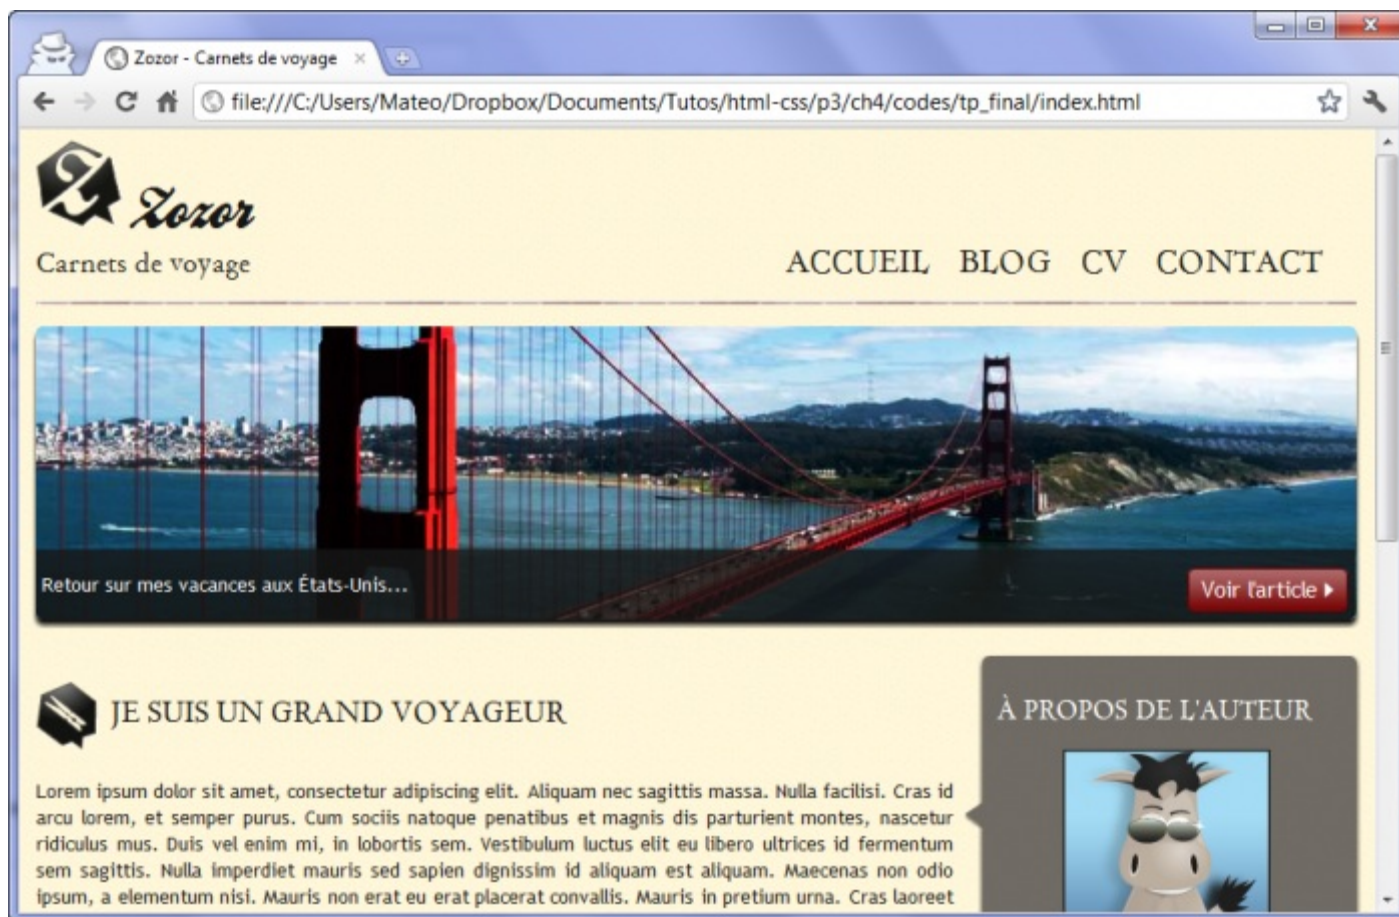 Zozor - Carnets de voyage
file:///C:/Users/Mateo/Dropbox/Documents/Tutos/html-css/p3/ch4/codes/tp_final/index.html
Zozor
Carnets de voyage
ACCUEIL BLOG CV CONTACT
Retour sur mes vacances aux États-Unis...
Voir l'article
JE SUIS UN GRAND VOYAGEUR
Lorem ipsum dolor sit amet, consectetur adipiscing elit. Aliquam nec sagittis massa. Nulla facilisi. Cras id
arcu lorem, et semper purus. Cum sociis natoque penatibus et magnis dis parturient montes, nascetur
ridiculus mus. Duis vel enim mi, in lobortis sem. Vestibulum luctus elit eu libero ultrices id fermentum
sem sagittis. Nulla imperdiet mauris sed sapien dignissim id aliquam est aliquam. Maecenas non odio
ipsum, a elementum nisi. Mauris non erat eu erat placerat convallis. Mauris in pretium urna. Cras laoreet
À PROPOS DE L'AUTEUR